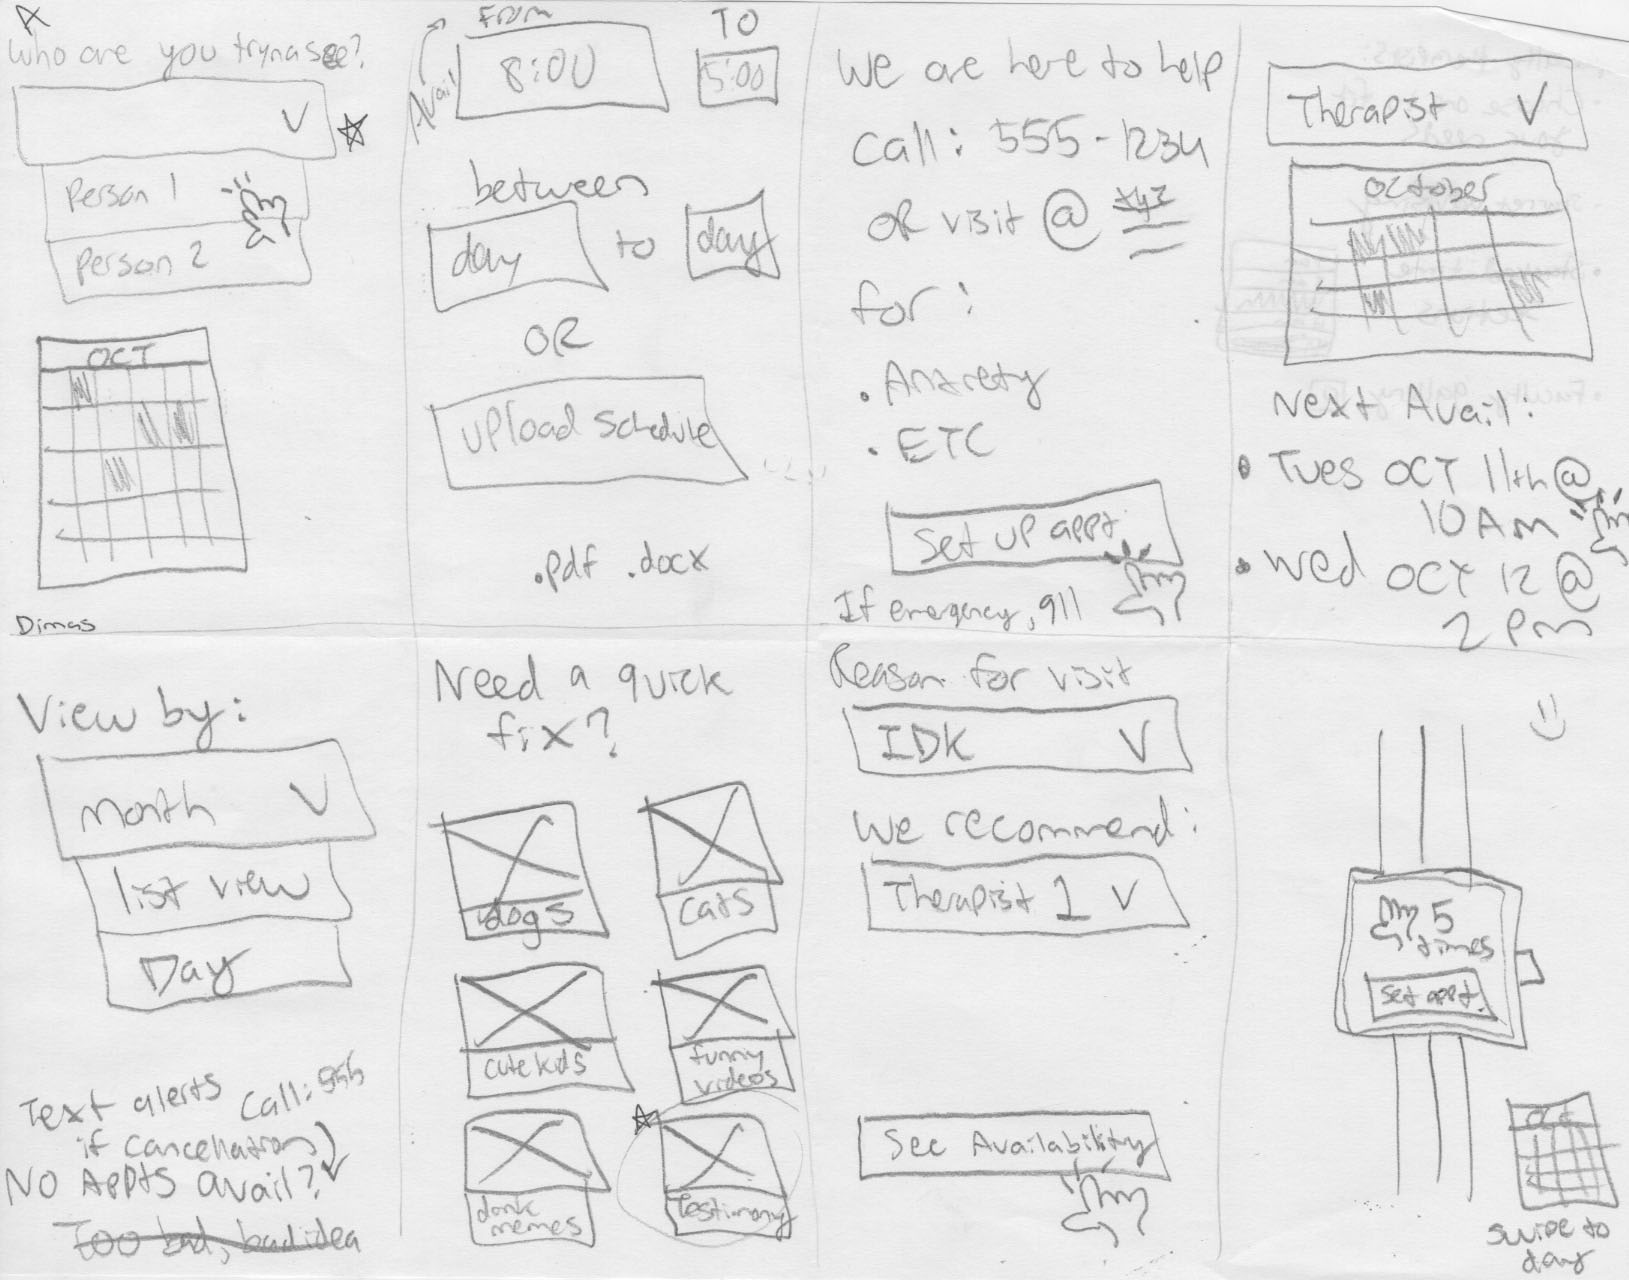 A
Who are you tryna see?
V
Person 1
Person 2
OCT
Dimas
Avail
From
8:00
TO
5:00
between
day
to
day
OR
upload schedule
.pdf .docx
We are here to help
Call: 555-1234
OR visit @ xyz
for:
• Anxiety
• ETC
Set up appt.
If emergency, 911
Therapist V
October
Next Avail:
• Tues OCT 11th @
10 AM
• Wed OCT 12 @
2 PM
View by:
Month V
list view
Day
Text alerts
if cancellation
Call: 555
No Appts avail?
Too bad, bad idea
Need a quick
fix?
dogs
cats
cute kids
funny
videos
dank
memes
Testimony
Reason for visit
IDK V
We recommend:
Therapist 1 V
See Availability
5
times
Set appt.
OCT
Swipe to
day